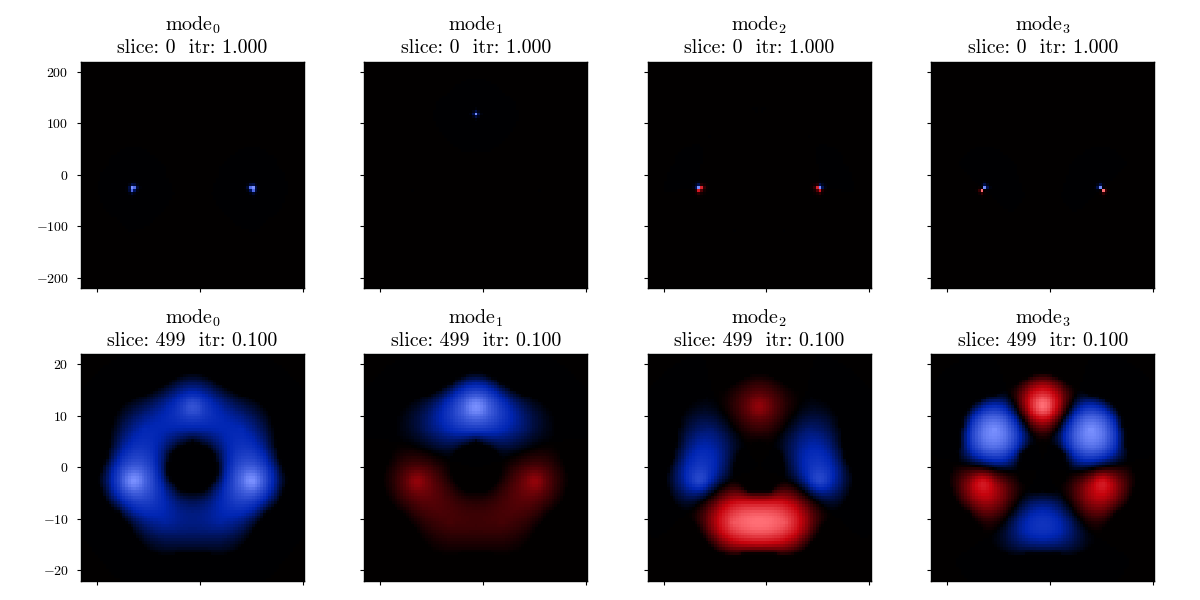 mode₀
slice: 0 itr: 1.000
mode₁
slice: 0 itr: 1.000
mode₂
slice: 0 itr: 1.000
mode₃
slice: 0 itr: 1.000
200
100
0
−100
−200
mode₀
slice: 499 itr: 0.100
mode₁
slice: 499 itr: 0.100
mode₂
slice: 499 itr: 0.100
mode₃
slice: 499 itr: 0.100
20
10
0
−10
−20